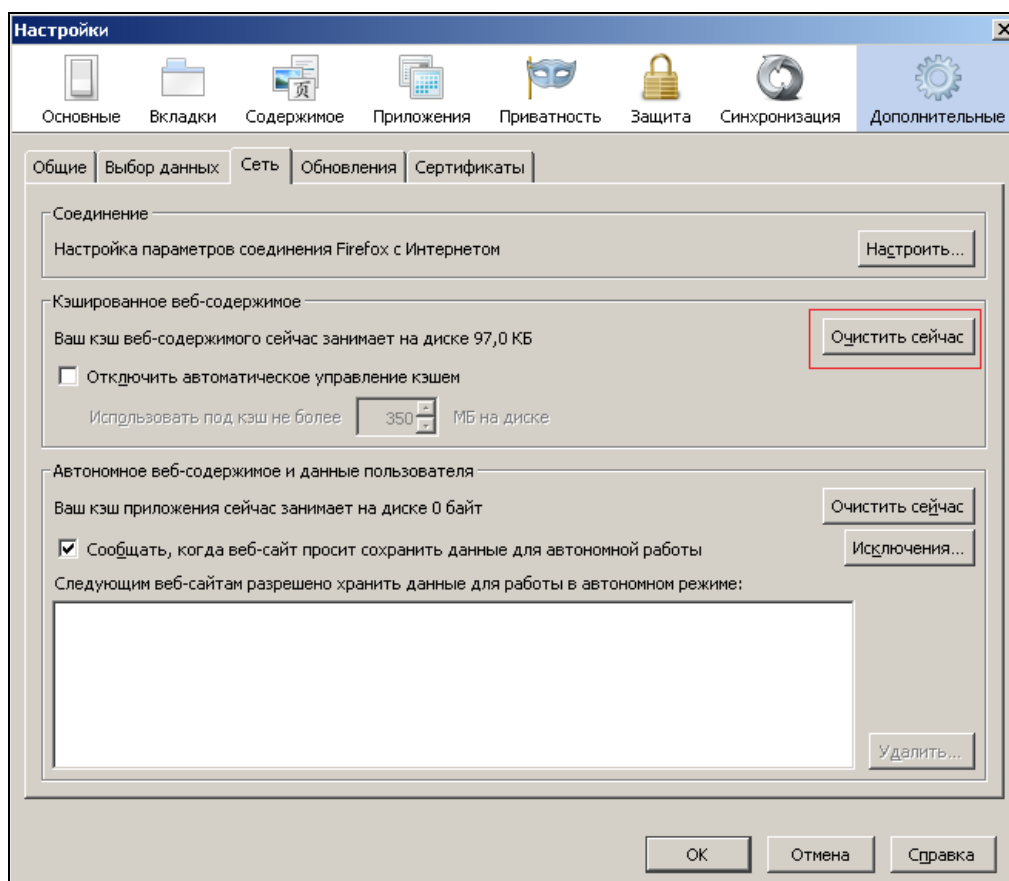 Настройки
页
Основные Вкладки Содержимое Приложения Приватность Защита Синхронизация Дополнительные
Общие Выбор данных Сеть Обновления Сертификаты
Соединение
Настройка параметров соединения Firefox с Интернетом Настроить...
Кэшированное веб-содержимое
Ваш кэш веб-содержимого сейчас занимает на диске 97,0 КБ Очистить сейчас
Отключить автоматическое управление кэшем
Использовать под кэш не более 350 МБ на диске
Автономное веб-содержимое и данные пользователя
Ваш кэш приложения сейчас занимает на диске 0 байт Очистить сейчас
Сообщать, когда веб-сайт просит сохранить данные для автономной работы Исключения...
Следующим веб-сайтам разрешено хранить данные для работы в автономном режиме:
Удалить...
ОК Отмена Справка